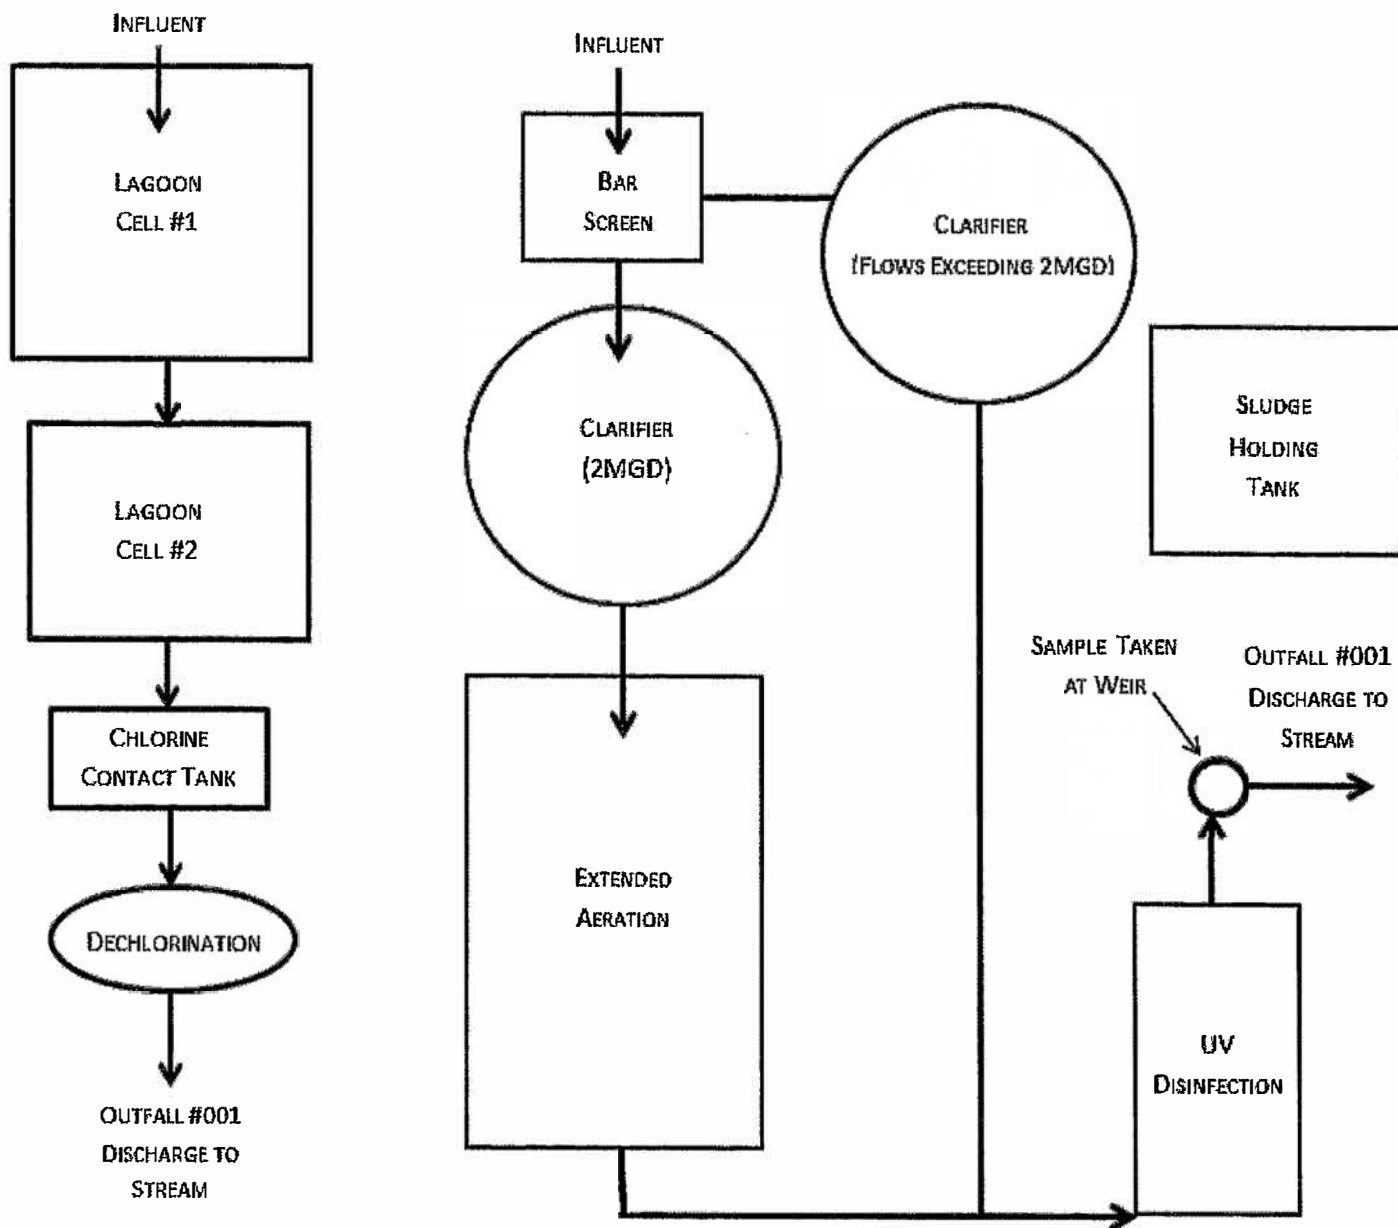 INFLUENT
LAGOON
CELL #1
LAGOON
CELL #2
CHLORINE
CONTACT TANK
DECHLORINATION
OUTFALL #001
DISCHARGE TO
STREAM
INFLUENT
BAR
SCREEN
CLARIFIER
(FLOWS EXCEEDING 2MGD)
CLARIFIER
(2MGD)
EXTENDED
AERATION
SLUDGE
HOLDING
TANK
SAMPLE TAKEN
AT WEIR
OUTFALL #001
DISCHARGE TO
STREAM
UV
DISINFECTION